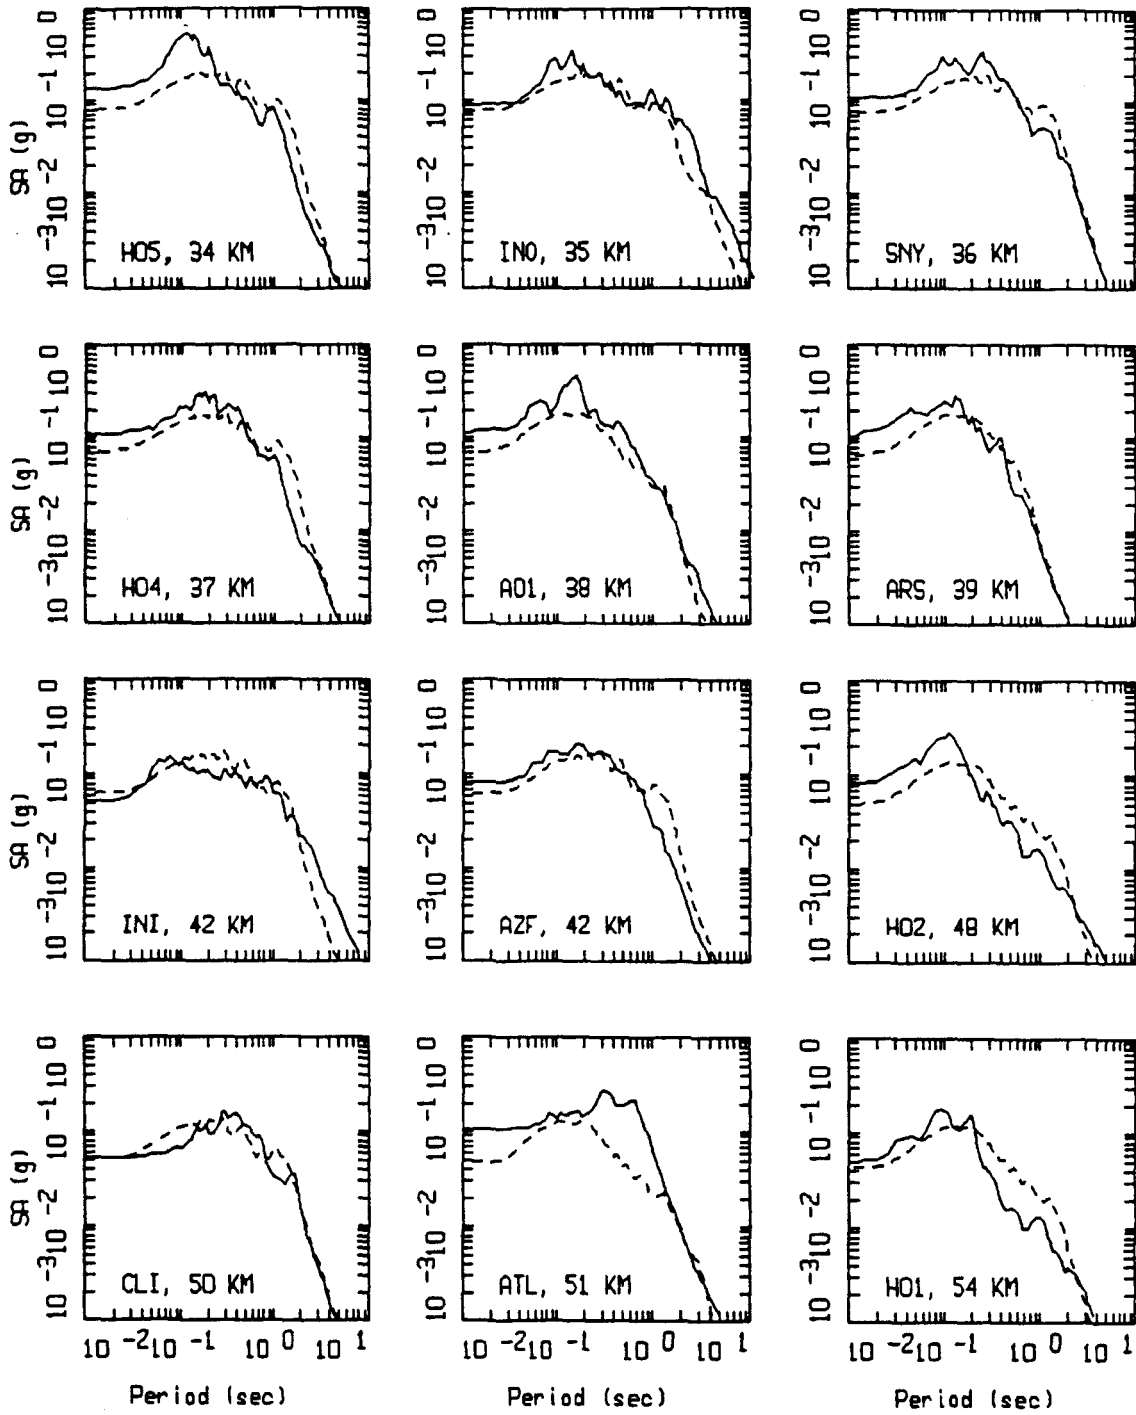 SA (g)
10 0
10 -1
10 -2
10 -3
HO5, 34 KM
10 0
10 -1
10 -2
10 -3
INO, 35 KM
10 0
10 -1
10 -2
10 -3
SNY, 36 KM
SA (g)
10 0
10 -1
10 -2
10 -3
HO4, 37 KM
10 0
10 -1
10 -2
10 -3
AO1, 38 KM
10 0
10 -1
10 -2
10 -3
ARS, 39 KM
SA (g)
10 0
10 -1
10 -2
10 -3
INI, 42 KM
10 0
10 -1
10 -2
10 -3
AZF, 42 KM
10 0
10 -1
10 -2
10 -3
HO2, 48 KM
SA (g)
10 0
10 -1
10 -2
10 -3
CLI, 50 KM
10 0
10 -1
10 -2
10 -3
ATL, 51 KM
10 0
10 -1
10 -2
10 -3
HO1, 54 KM
10 -2 10 -1 10 0 10 1
10 -2 10 -1 10 0 10 1
10 -2 10 -1 10 0 10 1
Period (sec)
Period (sec)
Period (sec)